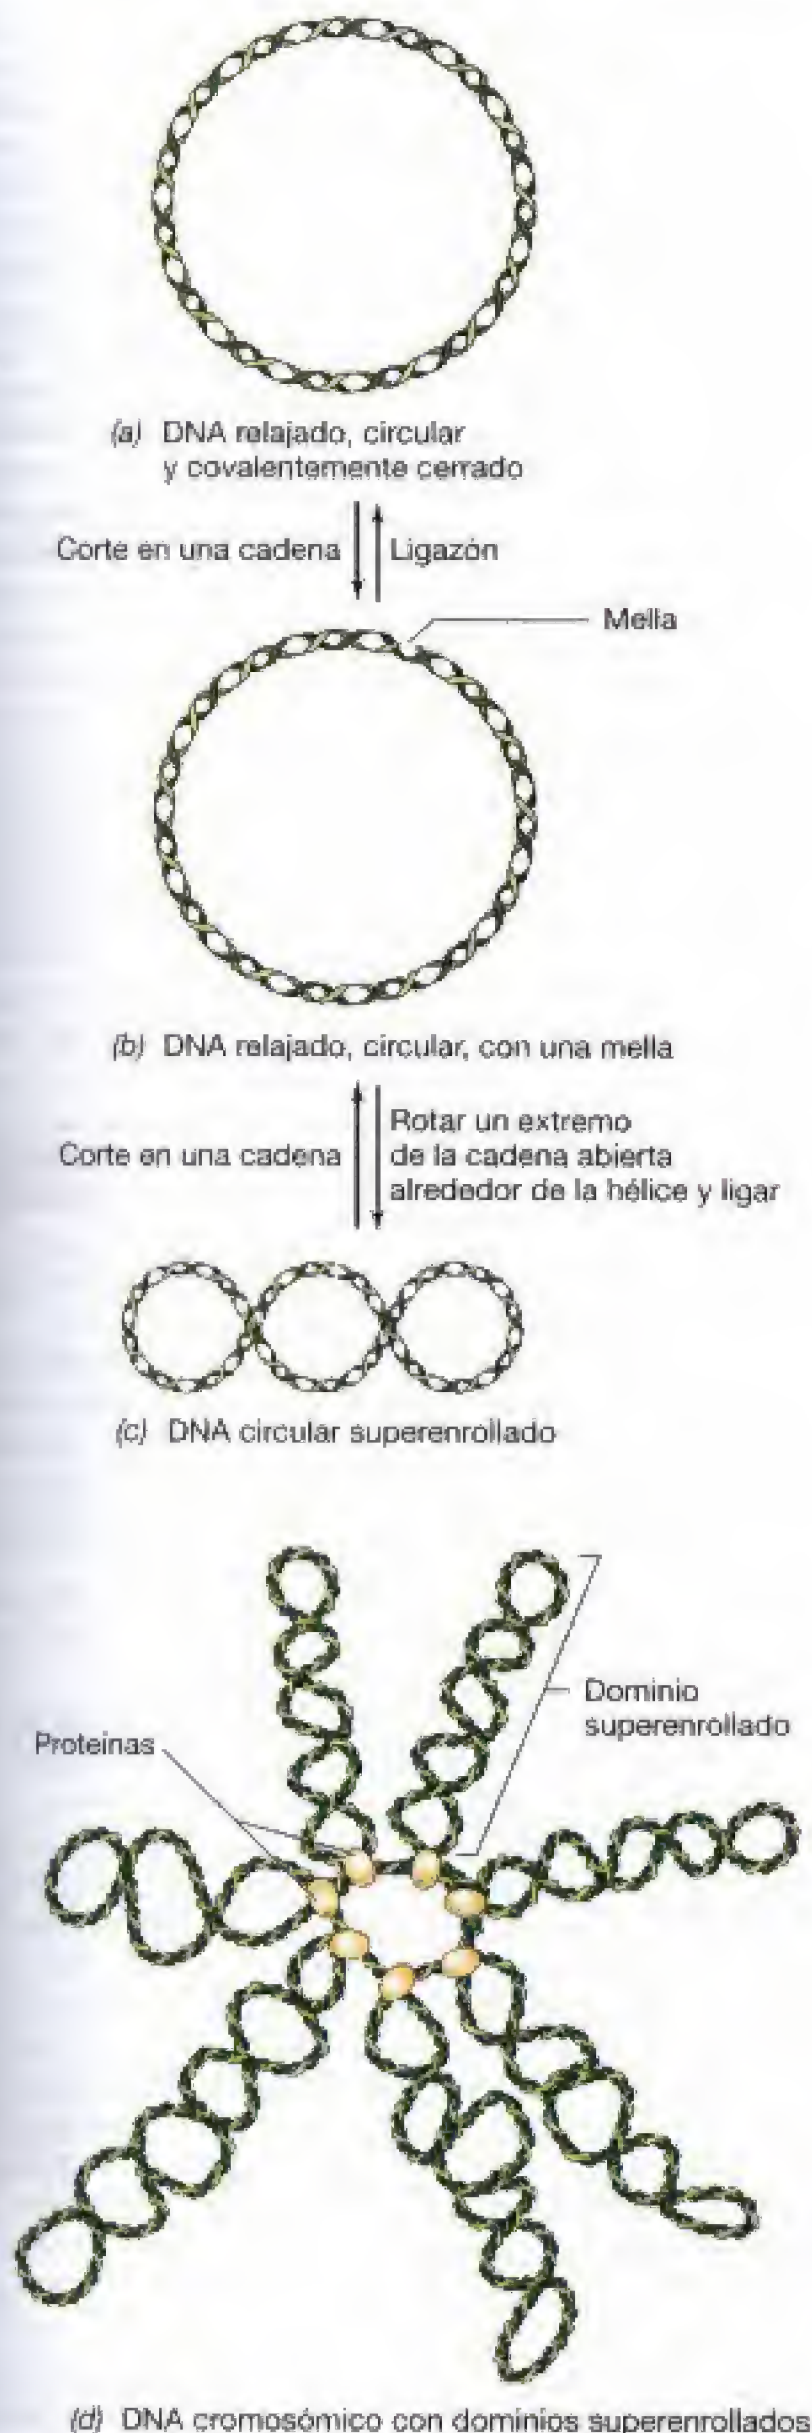 (a) DNA relajado, circular
y covalentemente cerrado
Corte en una cadena
Ligazón
Mella
(b) DNA relajado, circular, con una mella
Corte en una cadena
Rotar un extremo
de la cadena abierta
alrededor de la hélice y ligar
(c) DNA circular superenrollado
Dominio
superenrollado
Proteínas
(d) DNA cromosómico con dominios superenrollados